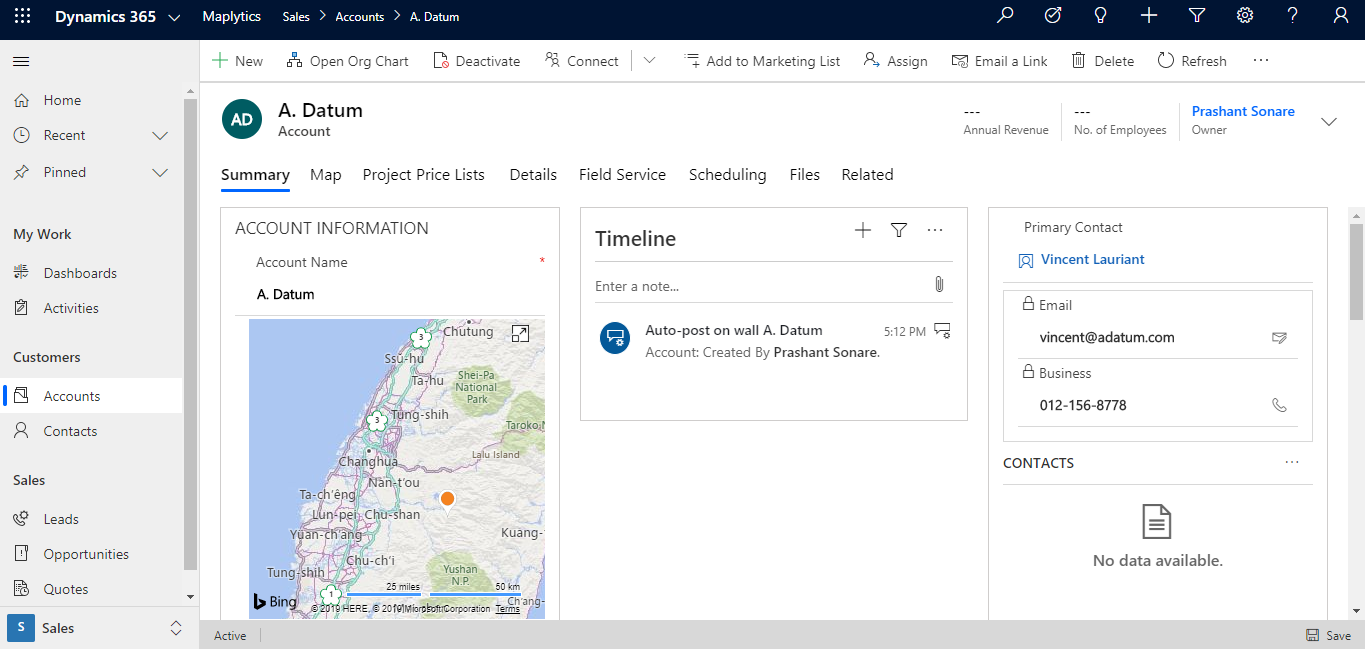 Dynamics 365
Maplytics
Sales > Accounts > A. Datum
New
Open Org Chart
Deactivate
Connect
Add to Marketing List
Assign
Email a Link
Delete
Refresh
Home
Recent
Pinned
My Work
Dashboards
Activities
Customers
Accounts
Contacts
Sales
Leads
Opportunities
Quotes
S
Sales
AD
A. Datum
Account
---
Annual Revenue
---
No. of Employees
Prashant Sonare
Owner
Summary
Map
Project Price Lists
Details
Field Service
Scheduling
Files
Related
ACCOUNT INFORMATION
Account Name
*
A. Datum
Chutung
3
Ssŭ-hu
Ta-hu
Shei-Pa
National
Park
3
Tung-shih
Taroko
Lalu Island
Changhua
Nan-t'ou
Ta-ch'êng
Lun-pei
Chu-shan
Yuan-ch'ang
Kuang-
Chu-ch'i
Tung-shih
Yushan
N.P.
1
25 miles
50 km
Ch'ang-
Bing
© 2019 HERE, © 2019 Microsoft Corporation
Terms
Timeline
Enter a note...
Auto-post on wall A. Datum
5:12 PM
Account: Created By Prashant Sonare.
Primary Contact
Vincent Lauriant
Email
vincent@adatum.com
Business
012-156-8778
CONTACTS
No data available.
Active
Save